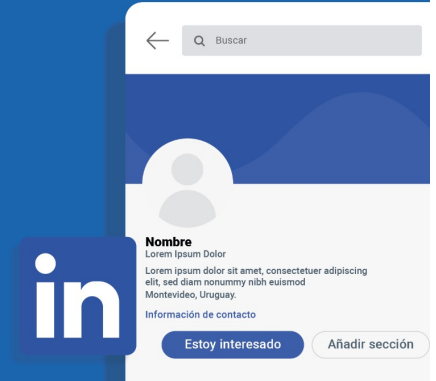 Buscar
Nombre
Lorem Ipsum Dolor
Lorem ipsum dolor sit amet, consectetuer adipiscing
elit, sed diam nonummy nibh euismod
Montevideo, Uruguay.
Información de contacto
in
Estoy interesado
Añadir sección